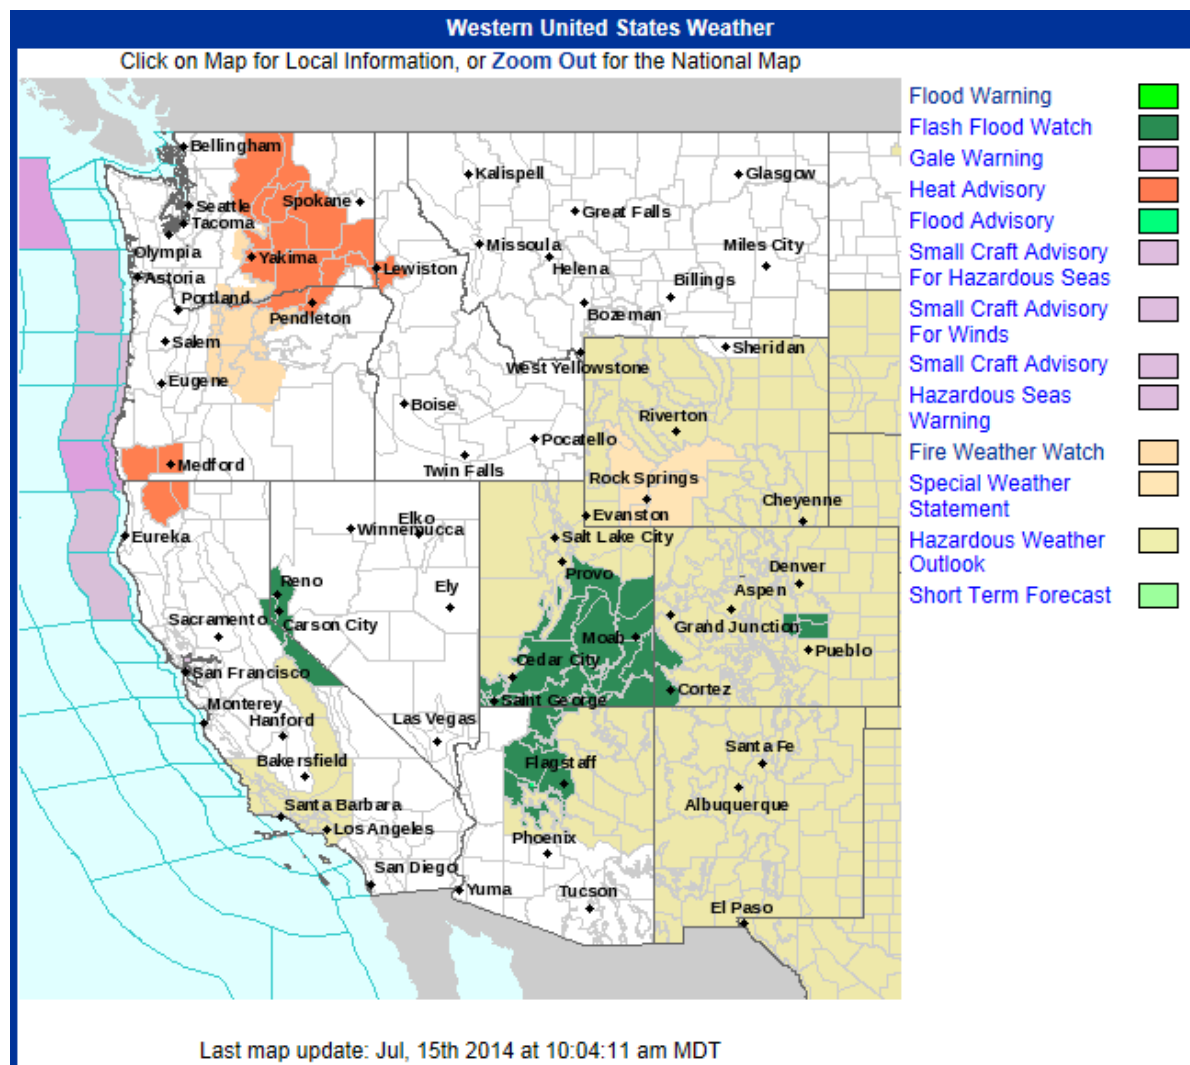 Western United States Weather
Click on Map for Local Information, or Zoom Out for the National Map
Flood Warning
Flash Flood Watch
Gale Warning
Heat Advisory
Flood Advisory
Small Craft Advisory
For Hazardous Seas
Small Craft Advisory
For Winds
Small Craft Advisory
Hazardous Seas
Warning
Fire Weather Watch
Special Weather
Statement
Hazardous Weather
Outlook
Short Term Forecast
Bellingham
Kalispell
Glasgow
Seattle
Spokane
Tacoma
Great Falls
Olympia
Missoula
Miles City
Yakima
Lewiston
Helena
Astoria
Billings
Portland
Pendleton
Bozeman
Salem
Sheridan
West Yellowstone
Eugene
Boise
Riverton
Pocatello
Medford
Twin Falls
Rock Springs
Cheyenne
Evanston
Elko
Winnemucca
Eureka
Salt Lake City
Provo
Denver
Reno
Ely
Aspen
Sacramento
Carson City
Grand Junction
Moab
Pueblo
Cedar City
San Francisco
Cortez
Saint George
Monterey
Hanford
Las Vegas
Santa Fe
Bakersfield
Flagstaff
Albuquerque
Santa Barbara
Los Angeles
Phoenix
San Diego
Yuma
Tucson
El Paso
Last map update: Jul, 15th 2014 at 10:04:11 am MDT